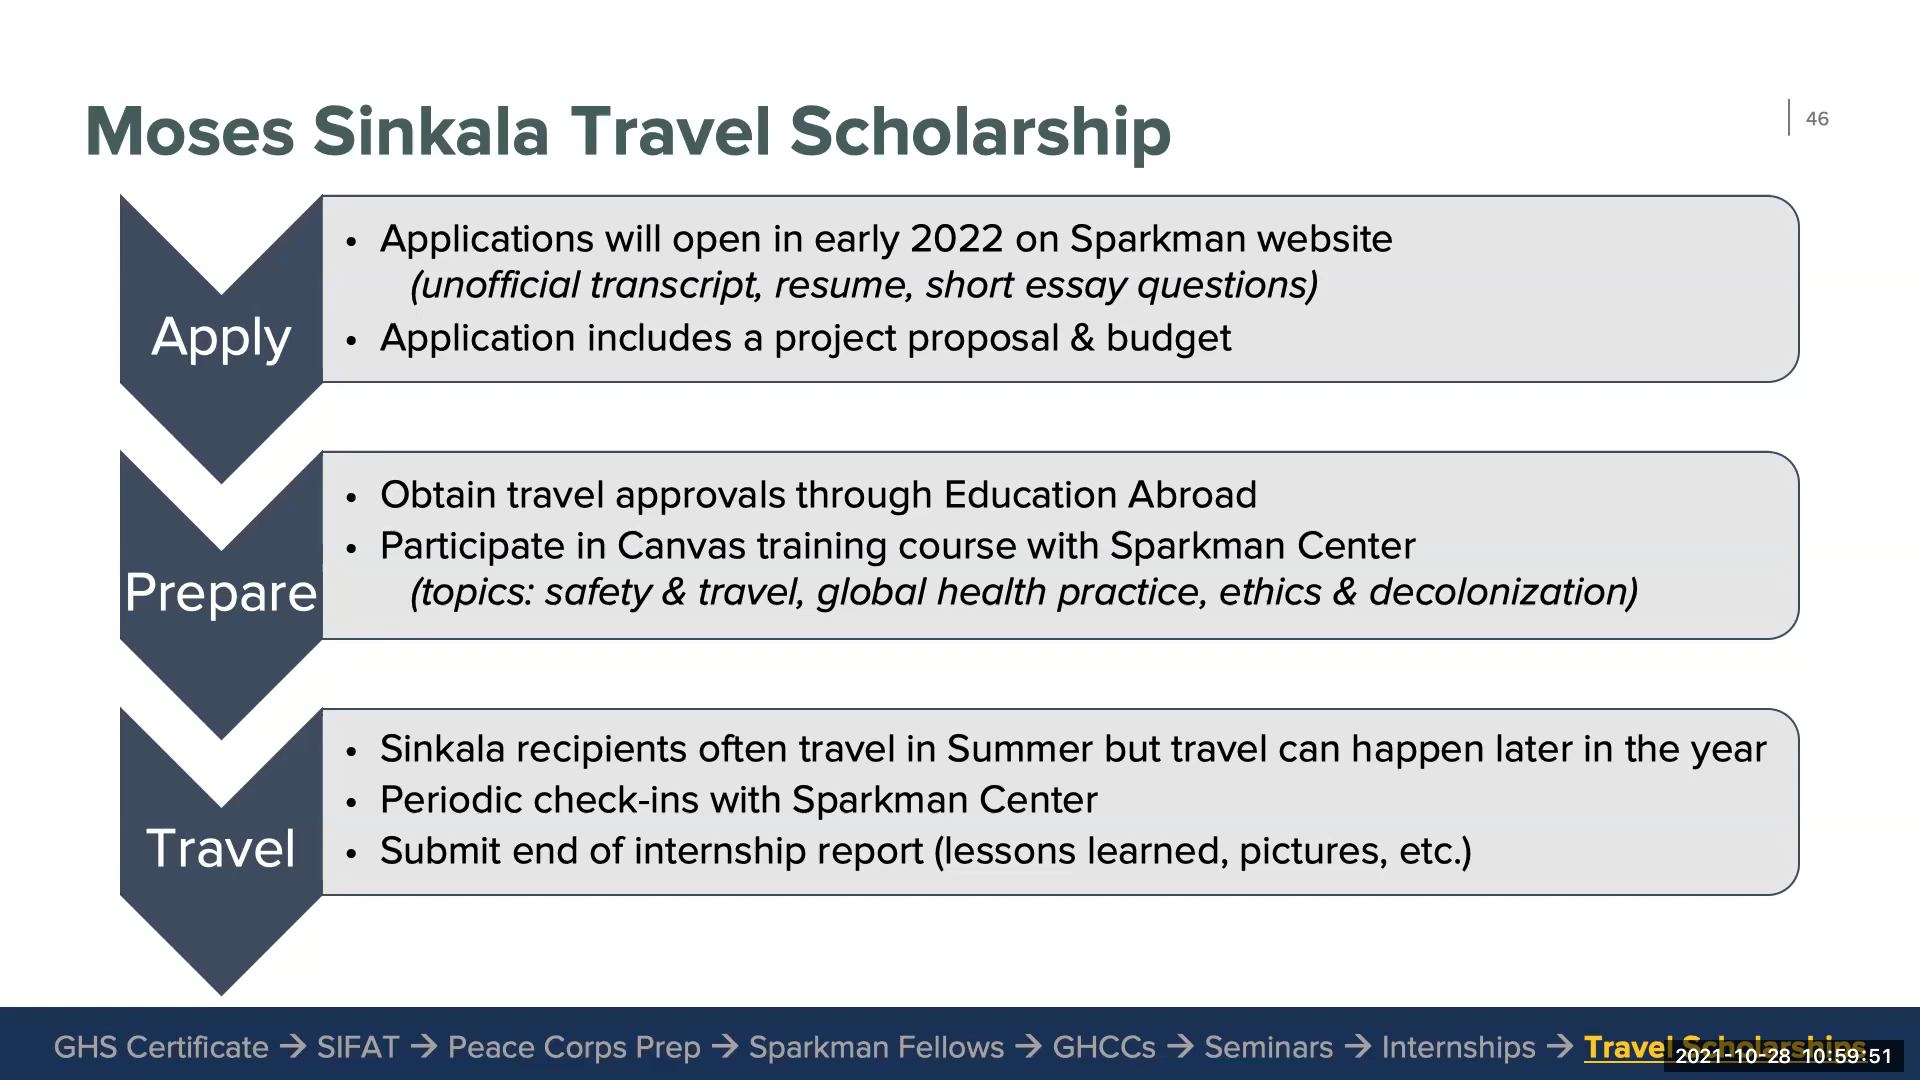 Moses Sinkala Travel Scholarship
46
Apply
• Applications will open in early 2022 on Sparkman website
(unofficial transcript, resume, short essay questions)
• Application includes a project proposal & budget
Prepare
• Obtain travel approvals through Education Abroad
• Participate in Canvas training course with Sparkman Center
(topics: safety & travel, global health practice, ethics & decolonization)
Travel
• Sinkala recipients often travel in Summer but travel can happen later in the year
• Periodic check-ins with Sparkman Center
• Submit end of internship report (lessons learned, pictures, etc.)
GHS Certificate → SIFAT → Peace Corps Prep → Sparkman Fellows → GHCCs → Seminars → Internships → Travel Scholarships
2021-10-28 10:59:51